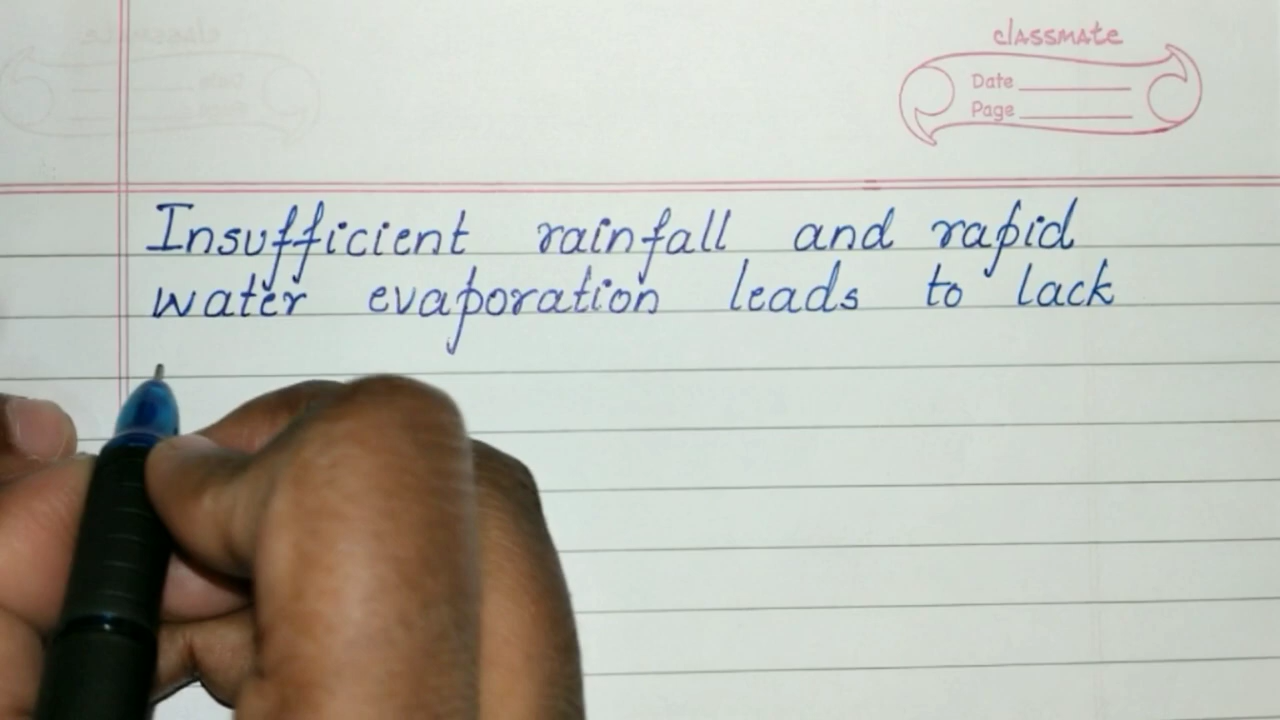 classmate
Date
Page
Insufficient rainfall and rapid
water evaporation leads to lack